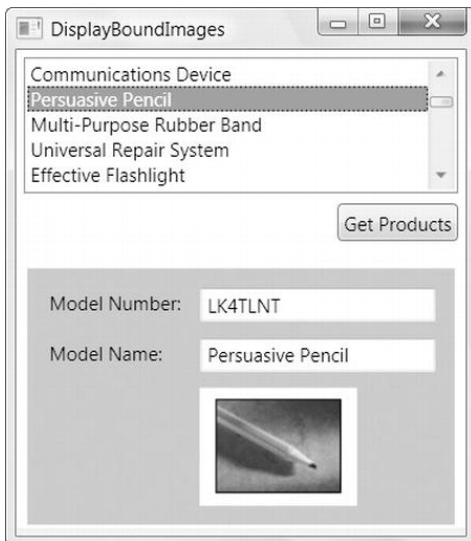 DisplayBoundImages
Communications Device
Persuasive Pencil
Multi-Purpose Rubber Band
Universal Repair System
Effective Flashlight
Get Products
Model Number: LK4TLNT
Model Name: Persuasive Pencil